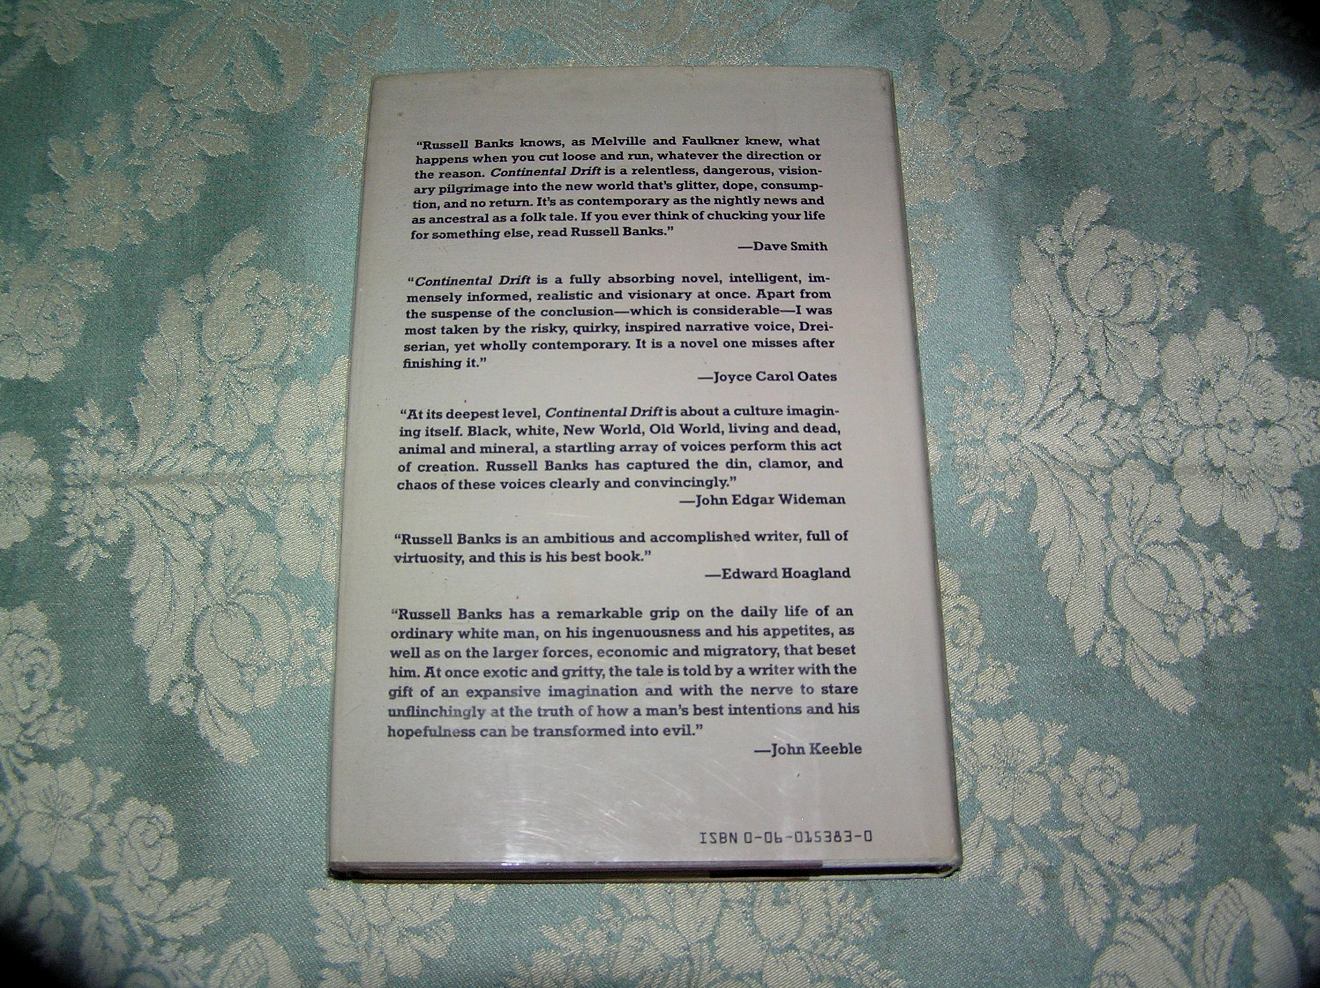 “Russell Banks knows, as Melville and Faulkner knew, what
happens when you cut loose and run, whatever the direction or
the reason. Continental Drift is a relentless, dangerous, vision-
ary pilgrimage into the new world that’s glitter, dope, consump-
tion, and no return. It’s as contemporary as the nightly news and
as ancestral as a folk tale. If you ever think of chucking your life
for something else, read Russell Banks.”
—Dave Smith
“Continental Drift is a fully absorbing novel, intelligent, im-
mensely informed, realistic and visionary at once. Apart from
the suspense of the conclusion—which is considerable—I was
most taken by the risky, quirky, inspired narrative voice, Drei-
serian, yet wholly contemporary. It is a novel one misses after
finishing it.”
—Joyce Carol Oates
“At its deepest level, Continental Drift is about a culture imagin-
ing itself. Black, white, New World, Old World, living and dead,
animal and mineral, a startling array of voices perform this act
of creation. Russell Banks has captured the din, clamor, and
chaos of these voices clearly and convincingly.”
—John Edgar Wideman
“Russell Banks is an ambitious and accomplished writer, full of
virtuosity, and this is his best book.”
—Edward Hoagland
“Russell Banks has a remarkable grip on the daily life of an
ordinary white man, on his ingenuousness and his appetites, as
well as on the larger forces, economic and migratory, that beset
him. At once exotic and gritty, the tale is told by a writer with the
gift of an expansive imagination and with the nerve to stare
unflinchingly at the truth of how a man’s best intentions and his
hopefulness can be transformed into evil.”
—John Keeble
ISBN 0-06-015383-0